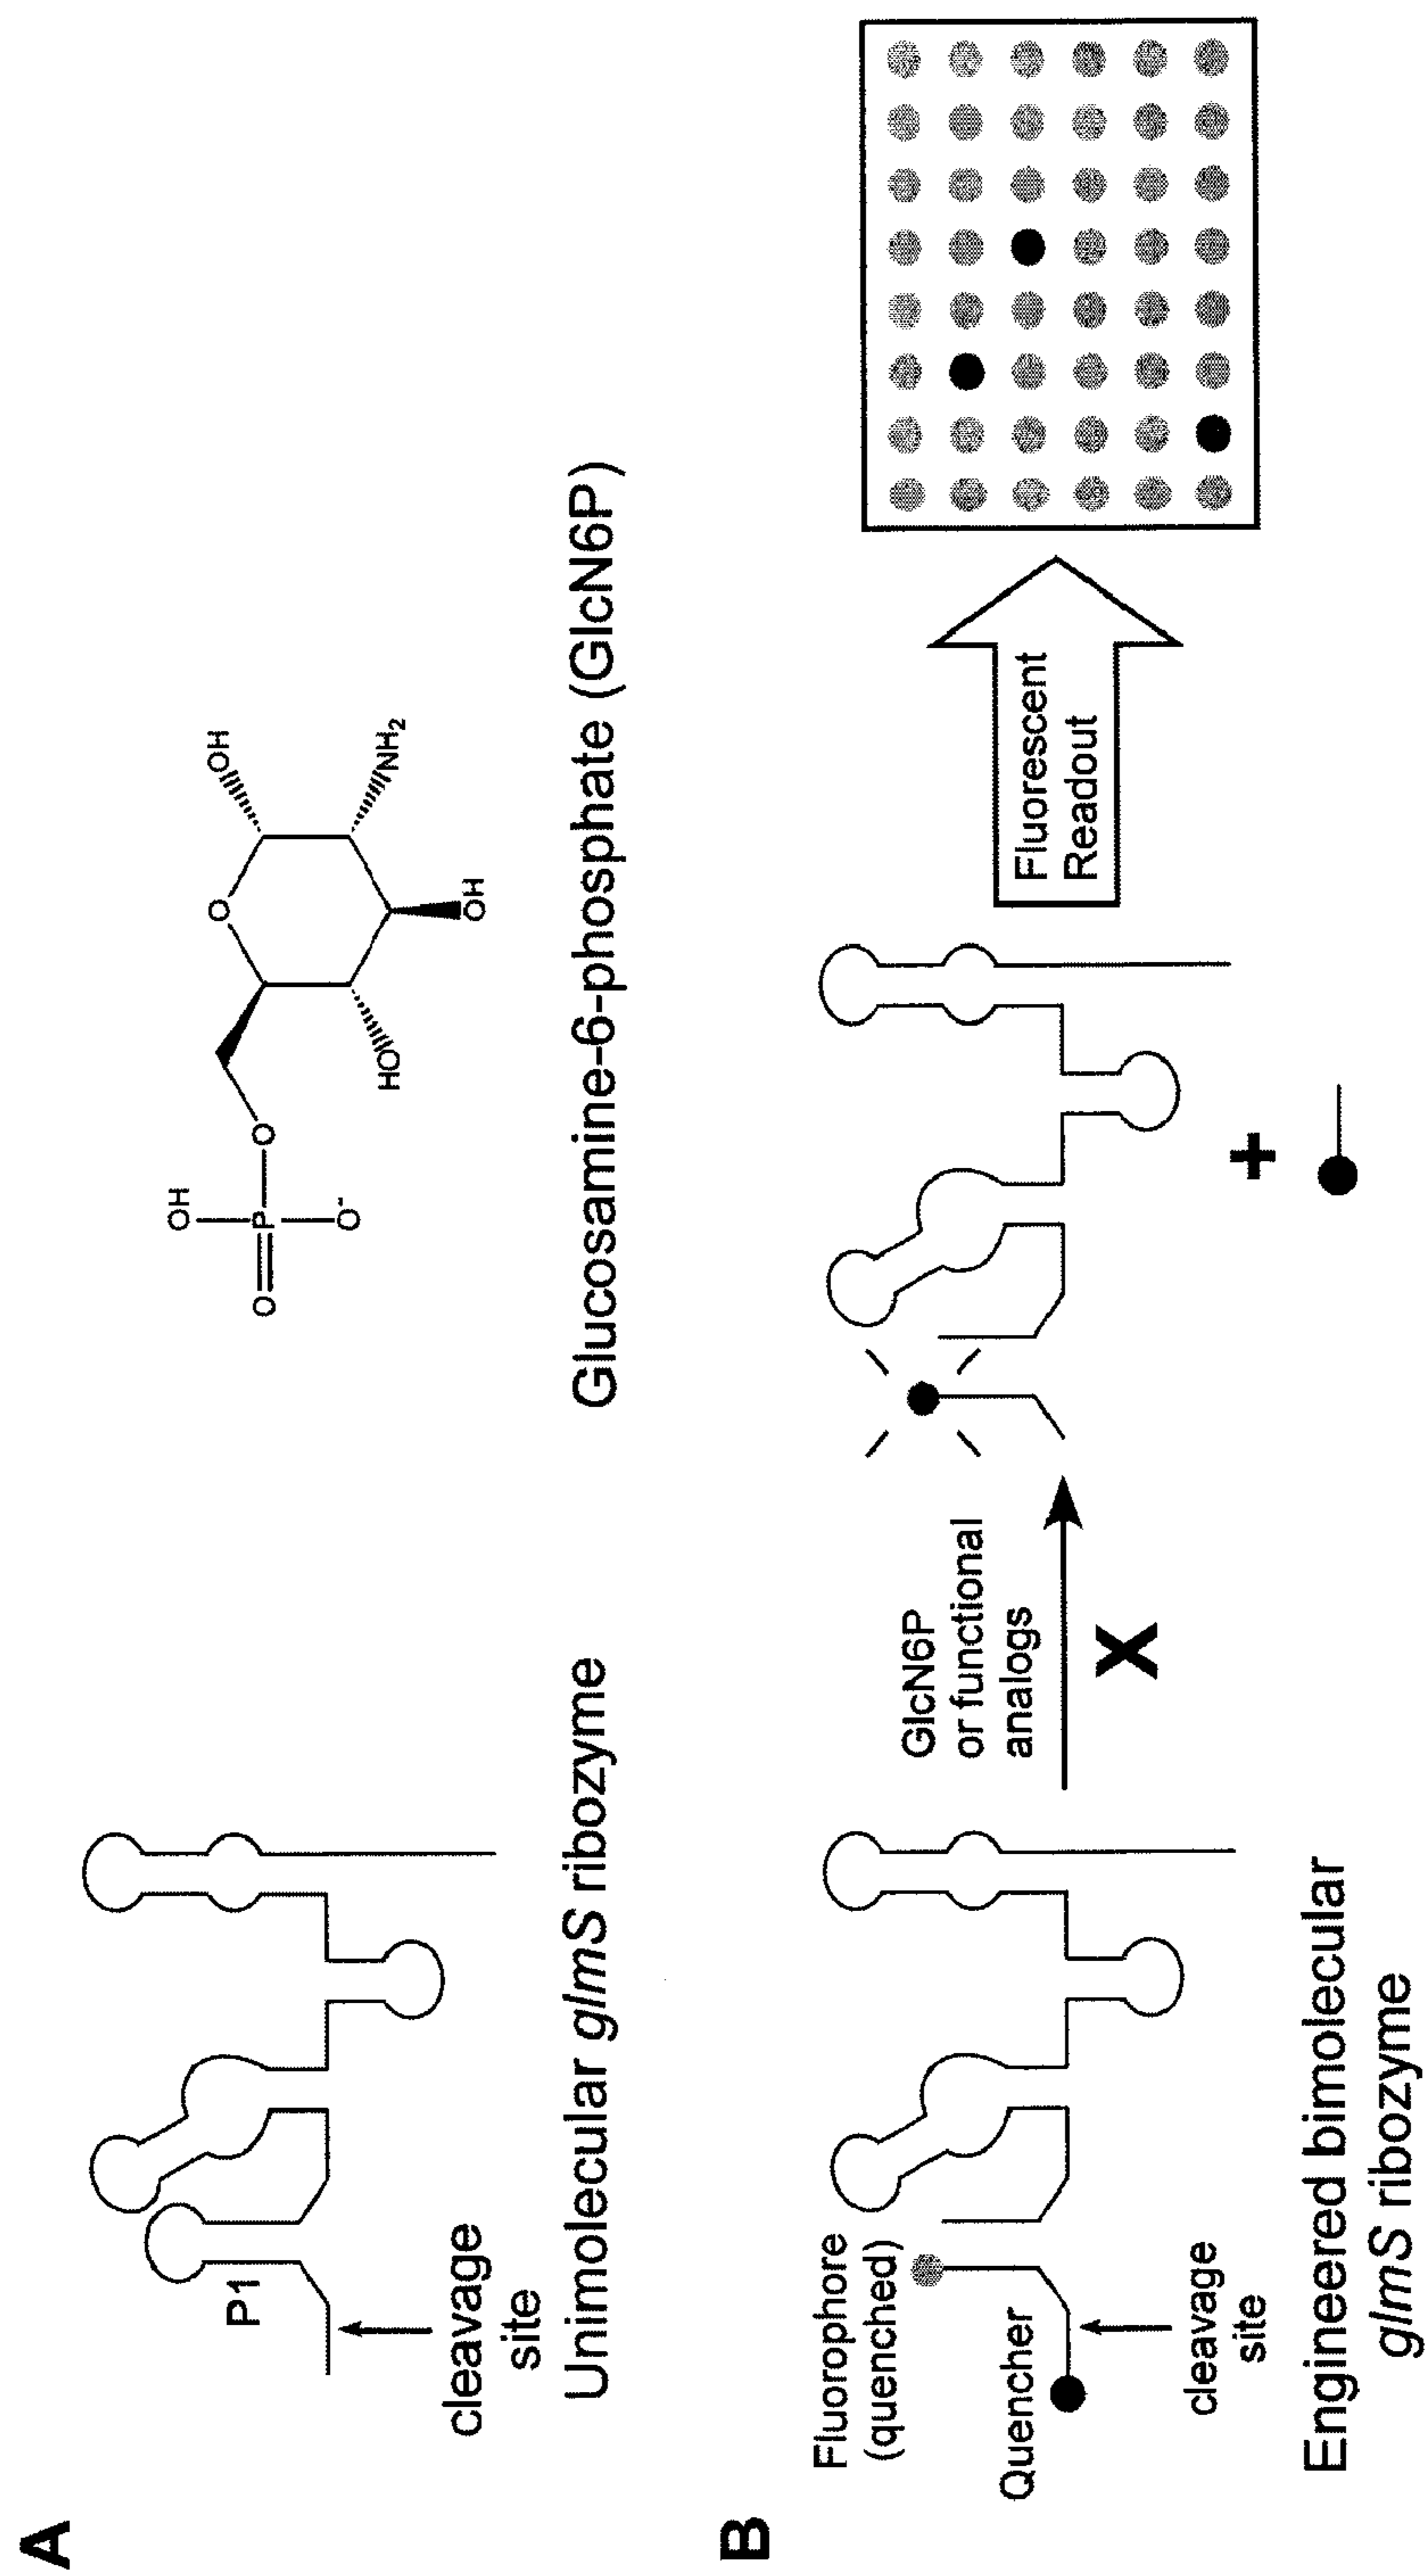 A
P1
cleavage
site
Unimolecular glmS ribozyme
OH
O
OH
O=P
O
O-
NH2
HO
OH
Glucosamine-6-phosphate (GlcN6P)
B
Fluorophore
(quenched)
Quencher
cleavage
site
Engineered bimolecular
glmS ribozyme
GlcN6P
or functional
analogs
X
+
Fluorescent
Readout